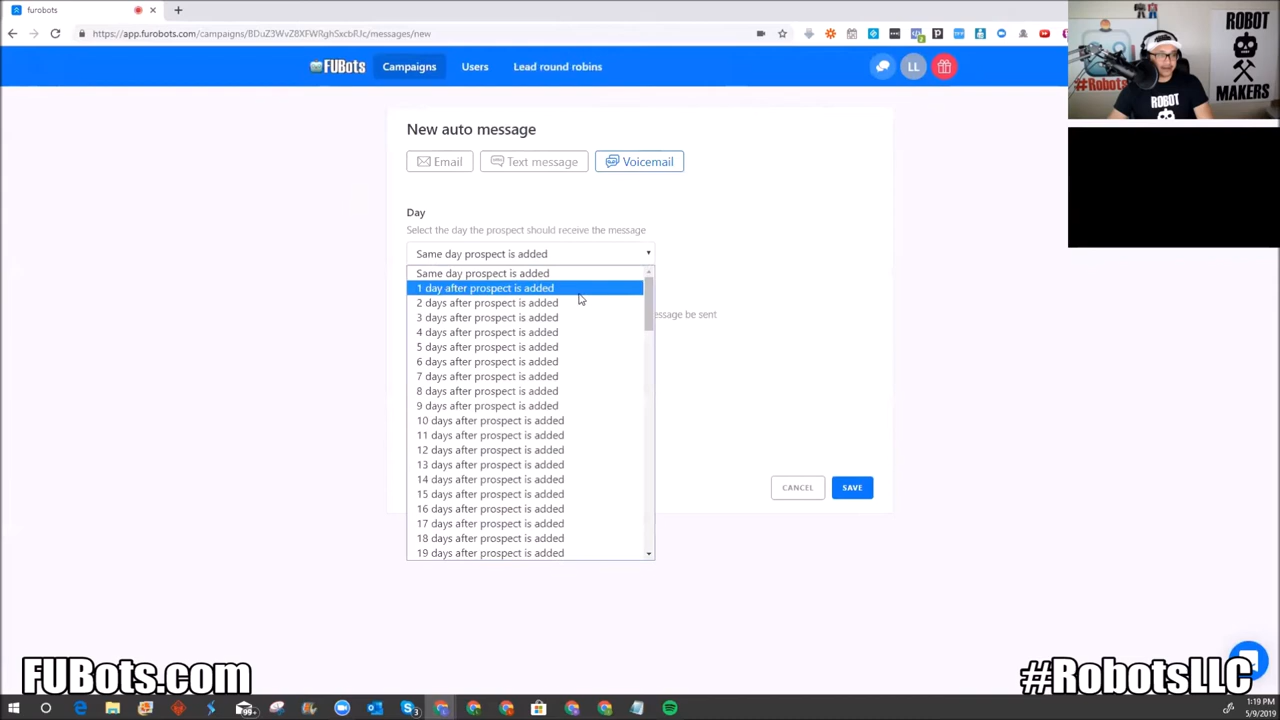 furobots
https://app.furobots.com/campaigns/BDuZ3WvZ8XFWRghSxcbRJc/messages/new
FUBots
Campaigns
Users
Lead round robins
LL
New auto message
Email
Text message
Voicemail
Day
Select the day the prospect should receive the message
Same day prospect is added
Same day prospect is added
1 day after prospect is added
2 days after prospect is added
3 days after prospect is added
essage be sent
4 days after prospect is added
5 days after prospect is added
6 days after prospect is added
7 days after prospect is added
8 days after prospect is added
9 days after prospect is added
10 days after prospect is added
11 days after prospect is added
12 days after prospect is added
13 days after prospect is added
14 days after prospect is added
15 days after prospect is added
16 days after prospect is added
17 days after prospect is added
18 days after prospect is added
19 days after prospect is added
CANCEL
SAVE
#Robots
ROBOT
MAKERS
ROBOT
FUBots.com
#RobotsLLC
99+
3
1:19 PM
5/9/2019